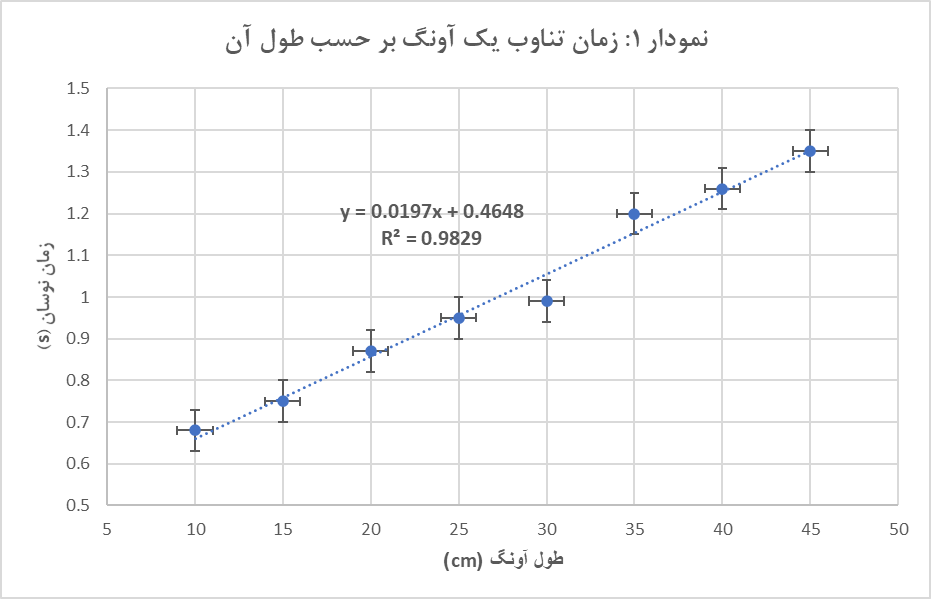 نمودار ۱: زمان تناوب یک آونگ بر حسب طول آن
1.5
1.4
1.3
1.2
1.1
1
0.9
0.8
0.7
0.6
0.5
زمان نوسان (s)
y = 0.0197x + 0.4648
R² = 0.9829
5 10 15 20 25 30 35 40 45 50
طول آونگ (cm)